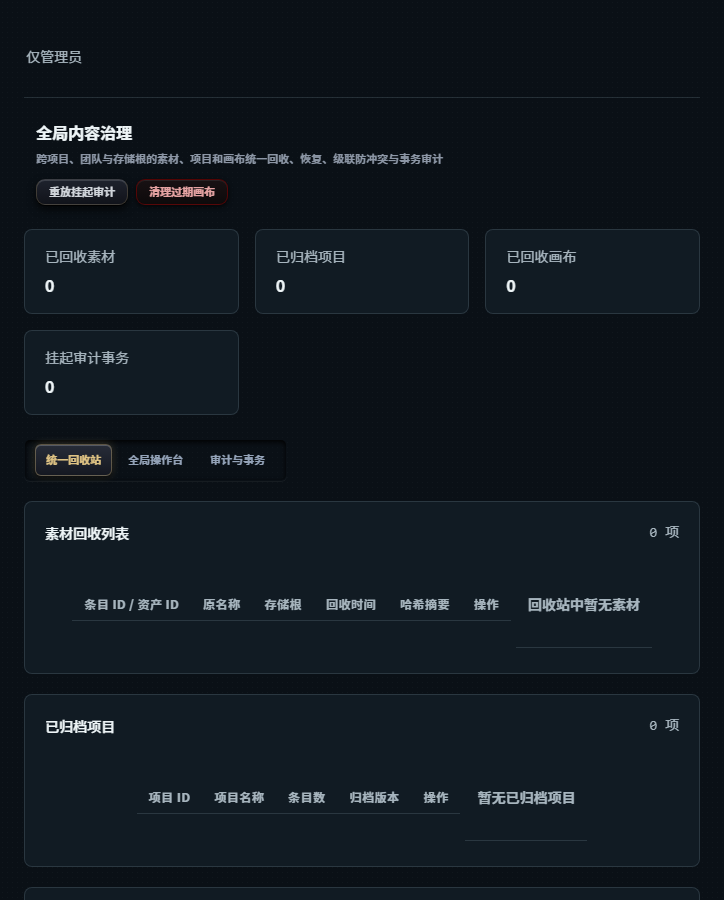 仅管理员
全局内容治理
跨项目、团队与存储根的素材、项目和画布统一回收、恢复、级联防冲突与事务审计
重放挂起审计 清理过期画布
已回收素材 已归档项目 已回收画布
0 0 0
挂起审计事务
0
统一回收站 全局操作台 审计与事务
素材回收列表 0 项
条目 ID / 资产 ID 原名称 存储根 回收时间 哈希摘要 操作 回收站中暂无素材
已归档项目 0 项
项目 ID 项目名称 条目数 归档版本 操作 暂无已归档项目